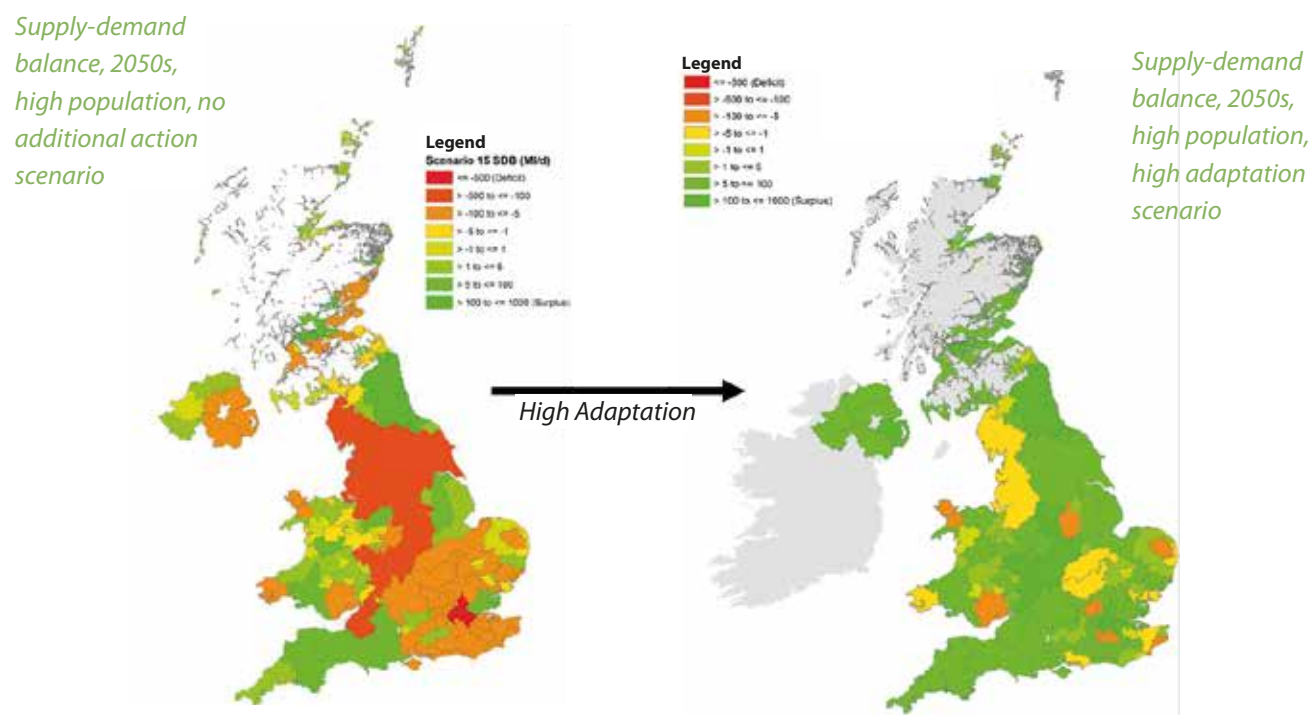 Supply-demand
balance, 2050s,
high population, no
additional action
scenario
Legend
Scenario 15 SDB (Ml/d)
<= -500 (Deficit)
> -500 to <= -100
> -100 to <= -5
> -5 to <= -1
> -1 to <= 1
> 1 to <= 5
> 5 to <= 100
> 100 to <= (Surplus)
High Adaptation
Legend
<= -500 (Deficit)
> -500 to <= -100
> -100 to <= -5
> -5 to <= -1
> -1 to <= 1
> 1 to <= 5
> 5 to <= 100
> 100 to <= (Surplus)
Supply-demand
balance, 2050s,
high population,
high adaptation
scenario